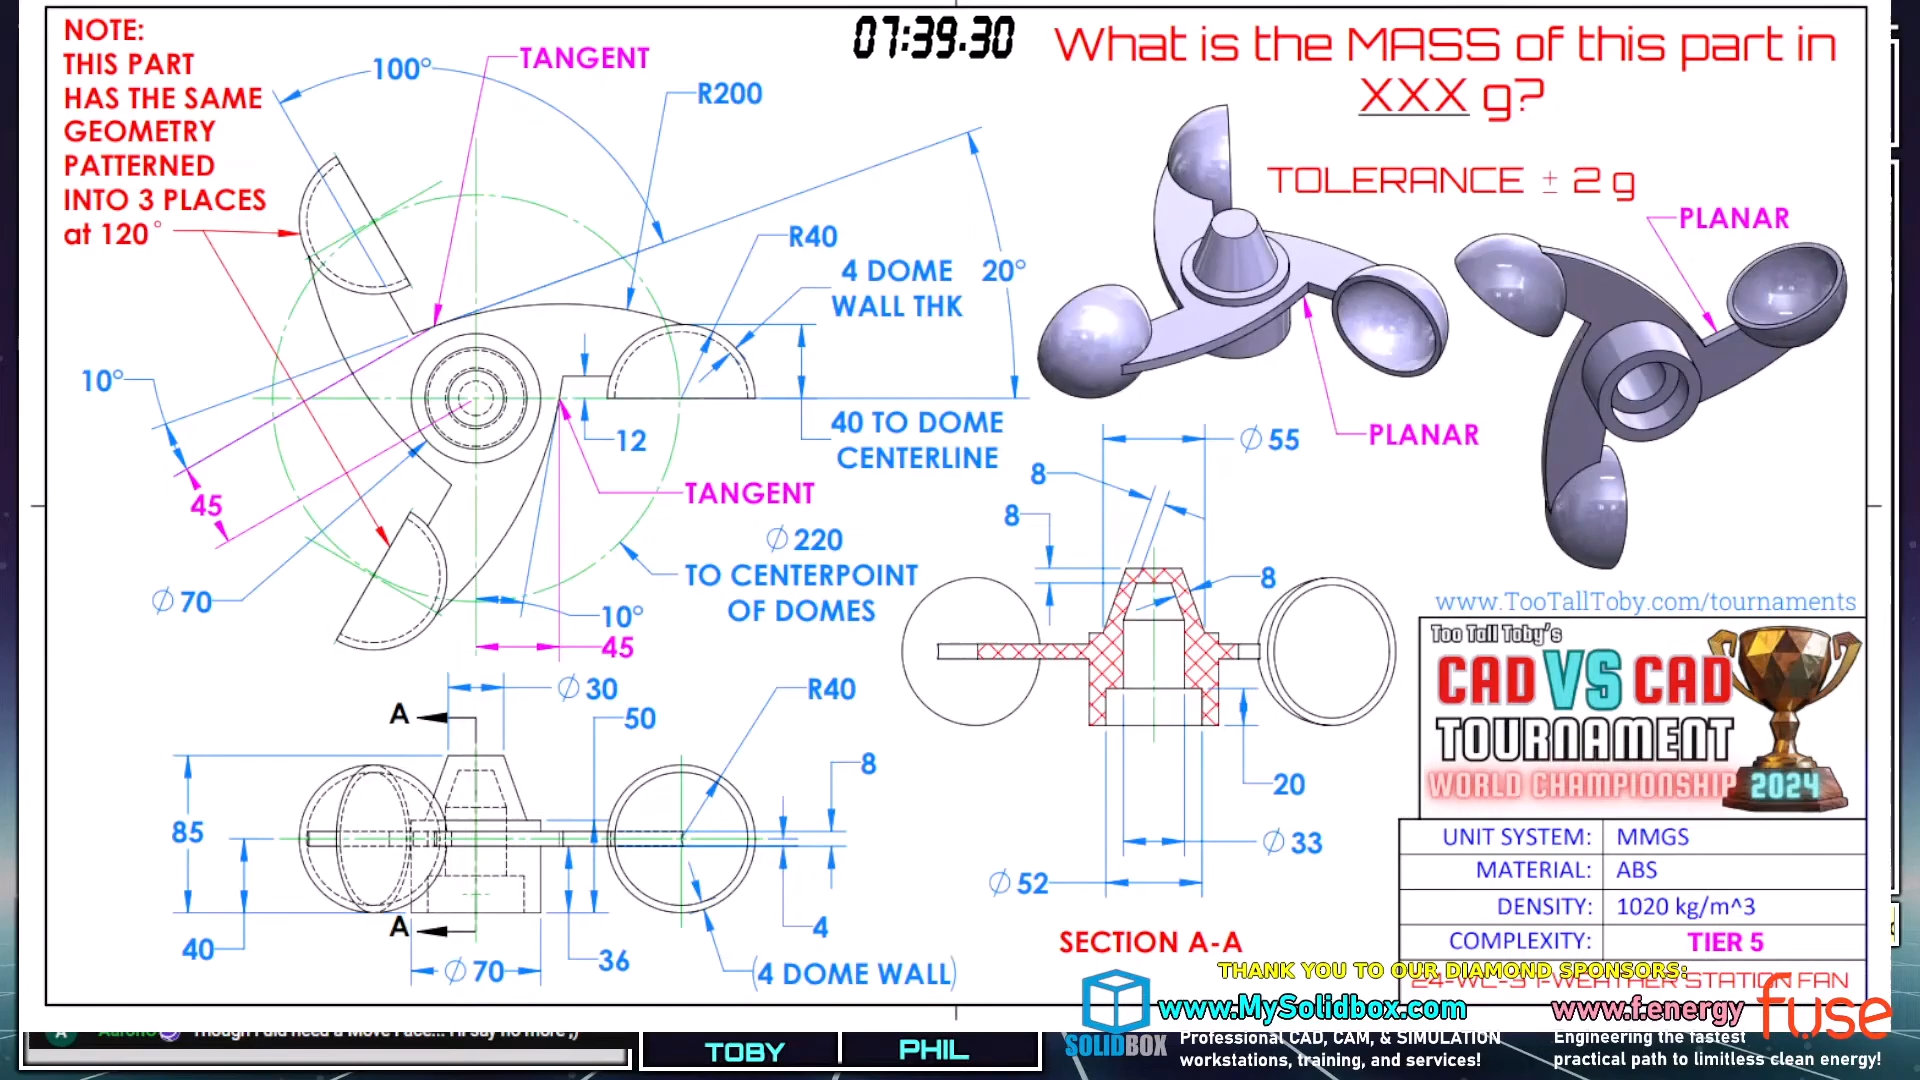 NOTE:
THIS PART
HAS THE SAME
GEOMETRY
PATTERNED
INTO 3 PLACES
at 120°
100°
TANGENT
R200
07:39.30
What is the MASS of this part in
XXX g?
TOLERANCE ± 2 g
R40
4 DOME
WALL THK
20°
PLANAR
10°
45
12
40 TO DOME
CENTERLINE
TANGENT
Ø 220
TO CENTERPOINT
OF DOMES
Ø 70
10°
45
Ø 55
8
8
8
PLANAR
www.TooTallToby.com/tournaments
Too Tall Toby's
CAD VS CAD
TOURNAMENT
WORLD CHAMPIONSHIP 2024
A
Ø 30
50
R40
8
85
40
A
Ø 70
36
4
(4 DOME WALL)
20
Ø 33
Ø 52
SECTION A-A
UNIT SYSTEM: MMGS
MATERIAL: ABS
DENSITY: 1020 kg/m^3
COMPLEXITY: TIER 5
THANK YOU TO OUR DIAMOND SPONSORS:
STATION FAN
SOLIDBOX
www.MySolidbox.com
Professional CAD, CAM, & SIMULATION
workstations, training, and services!
www.f.energy
fuse
Engineering the fastest
practical path to limitless clean energy!
TOBY
PHIL